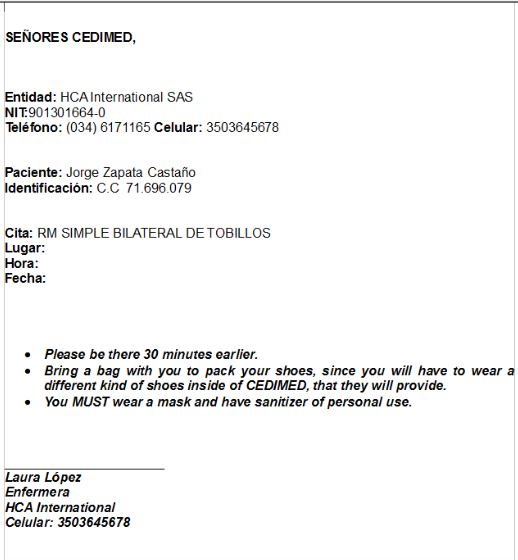 SEÑORES CEDIMED,
Entidad: HCA International SAS
NIT:901301664-0
Teléfono: (034) 6171165 Celular: 3503645678
Paciente: Jorge Zapata Castaño
Identificación: C.C 71.696.079
Cita: RM SIMPLE BILATERAL DE TOBILLOS
Lugar:
Hora:
Fecha:
• Please be there 30 minutes earlier.
• Bring a bag with you to pack your shoes, since you will have to wear a
different kind of shoes inside of CEDIMED, that they will provide.
• You MUST wear a mask and have sanitizer of personal use.
Laura López
Enfermera
HCA International
Celular: 3503645678